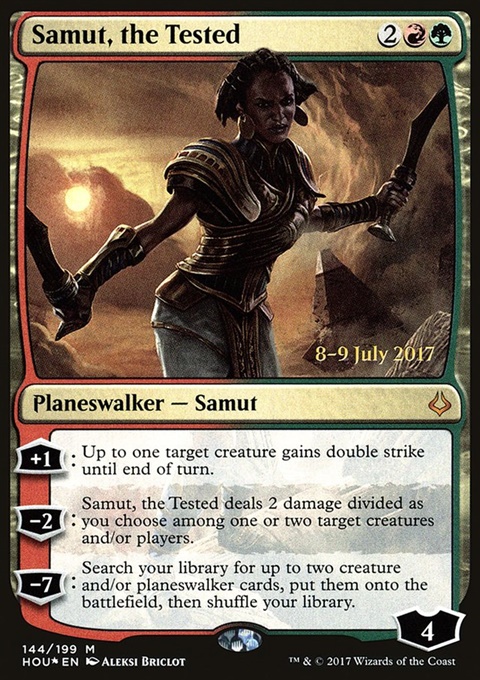 Samut, the Tested 2
8–9 July 2017
Planeswalker — Samut
+1 : Up to one target creature gains double strike
until end of turn.
-2 : Samut, the Tested deals 2 damage divided as
you choose among one or two target creatures
and/or players.
-7 : Search your library for up to two creature
and/or planeswalker cards, put them onto the
battlefield, then shuffle your library.
4
144/199 M
HOU★EN Aleksi Briclot
™ & © 2017 Wizards of the Coast